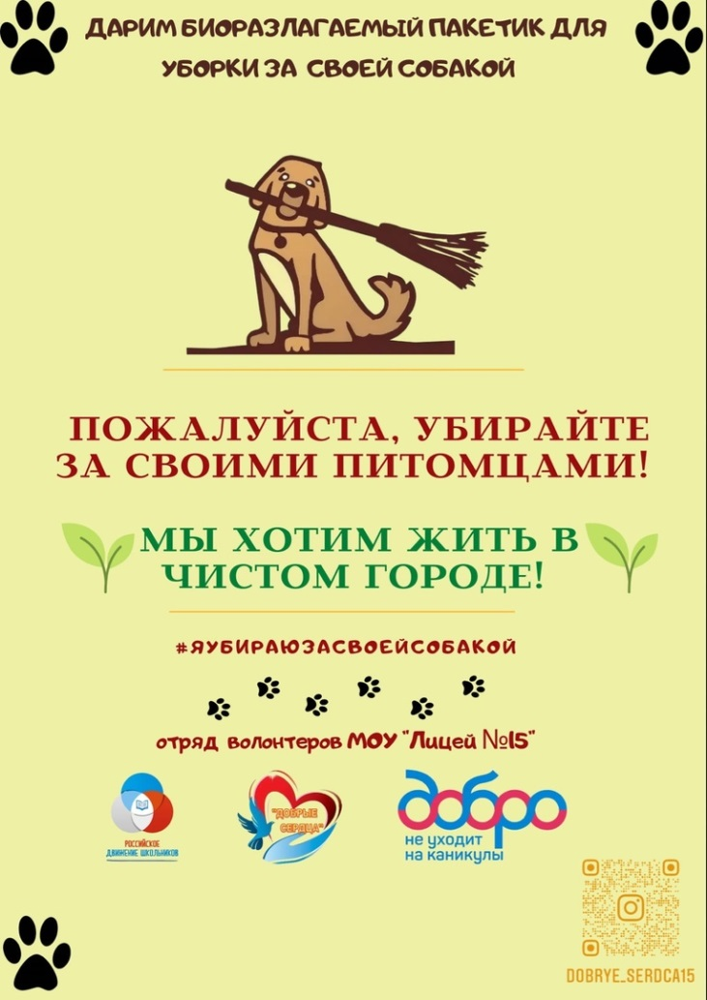 ДАРИМ БИОРАЗЛАГАЕМЫЙ ПАКЕТИК ДЛЯ
УБОРКИ ЗА СВОЕЙ СОБАКОЙ
ПОЖАЛУЙСТА, УБИРАЙТЕ
ЗА СВОИМИ ПИТОМЦАМИ!
МЫ ХОТИМ ЖИТЬ В
ЧИСТОМ ГОРОДЕ!
#ЯУБИРАЮЗАСВОЕЙСОБАКОЙ
отряд волонтеров МОУ "Лицей №15"
РОССИЙСКОЕ
ДВИЖЕНИЕ ШКОЛЬНИКОВ
"ДОБРЫЕ
СЕРДЦА"
добро
не уходит
на каникулы
DOBRYE_SERDCA15